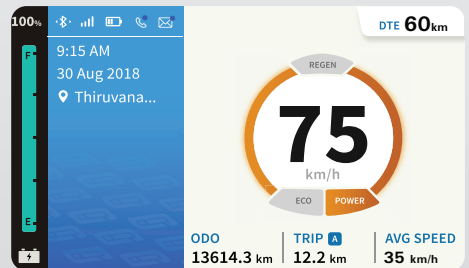 100%
F
E
9:15 AM
30 Aug 2018
Thiruvana...
DTE 60km
REGEN
75
km/h
ECO
POWER
ODO
13614.3 km
TRIP A
12.2 km
AVG SPEED
35 km/h